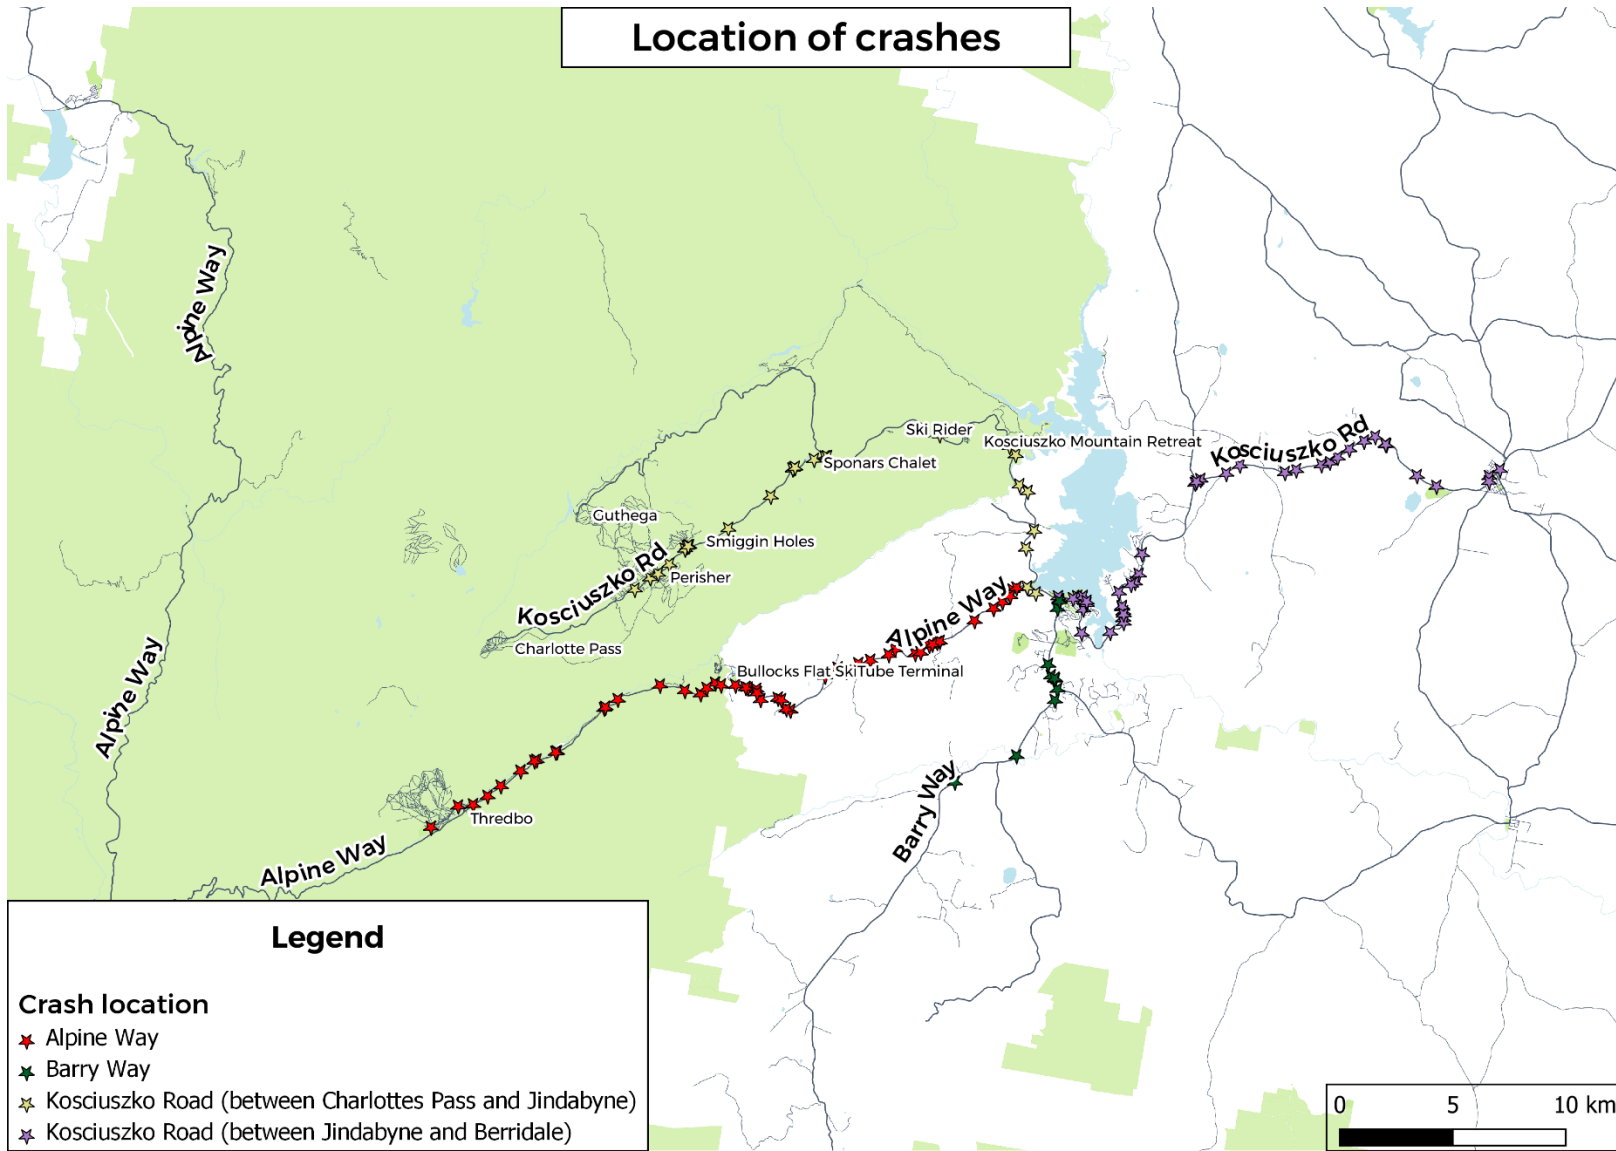 Location of crashes
Alpine Way
Kosciuszko Rd
Ski Rider
Kosciuszko Mountain Retreat
Sponars Chalet
Guthega
Smiggin Holes
Kosciuszko Rd
Perisher
Charlotte Pass
Alpine Way
Alpine Way
Bullocks Flat SkiTube Terminal
Barry Way
Thredbo
Alpine Way
Legend
Crash location
Alpine Way
Barry Way
Kosciuszko Road (between Charlottes Pass and Jindabyne)
Kosciuszko Road (between Jindabyne and Berridale)
0 5 10 km